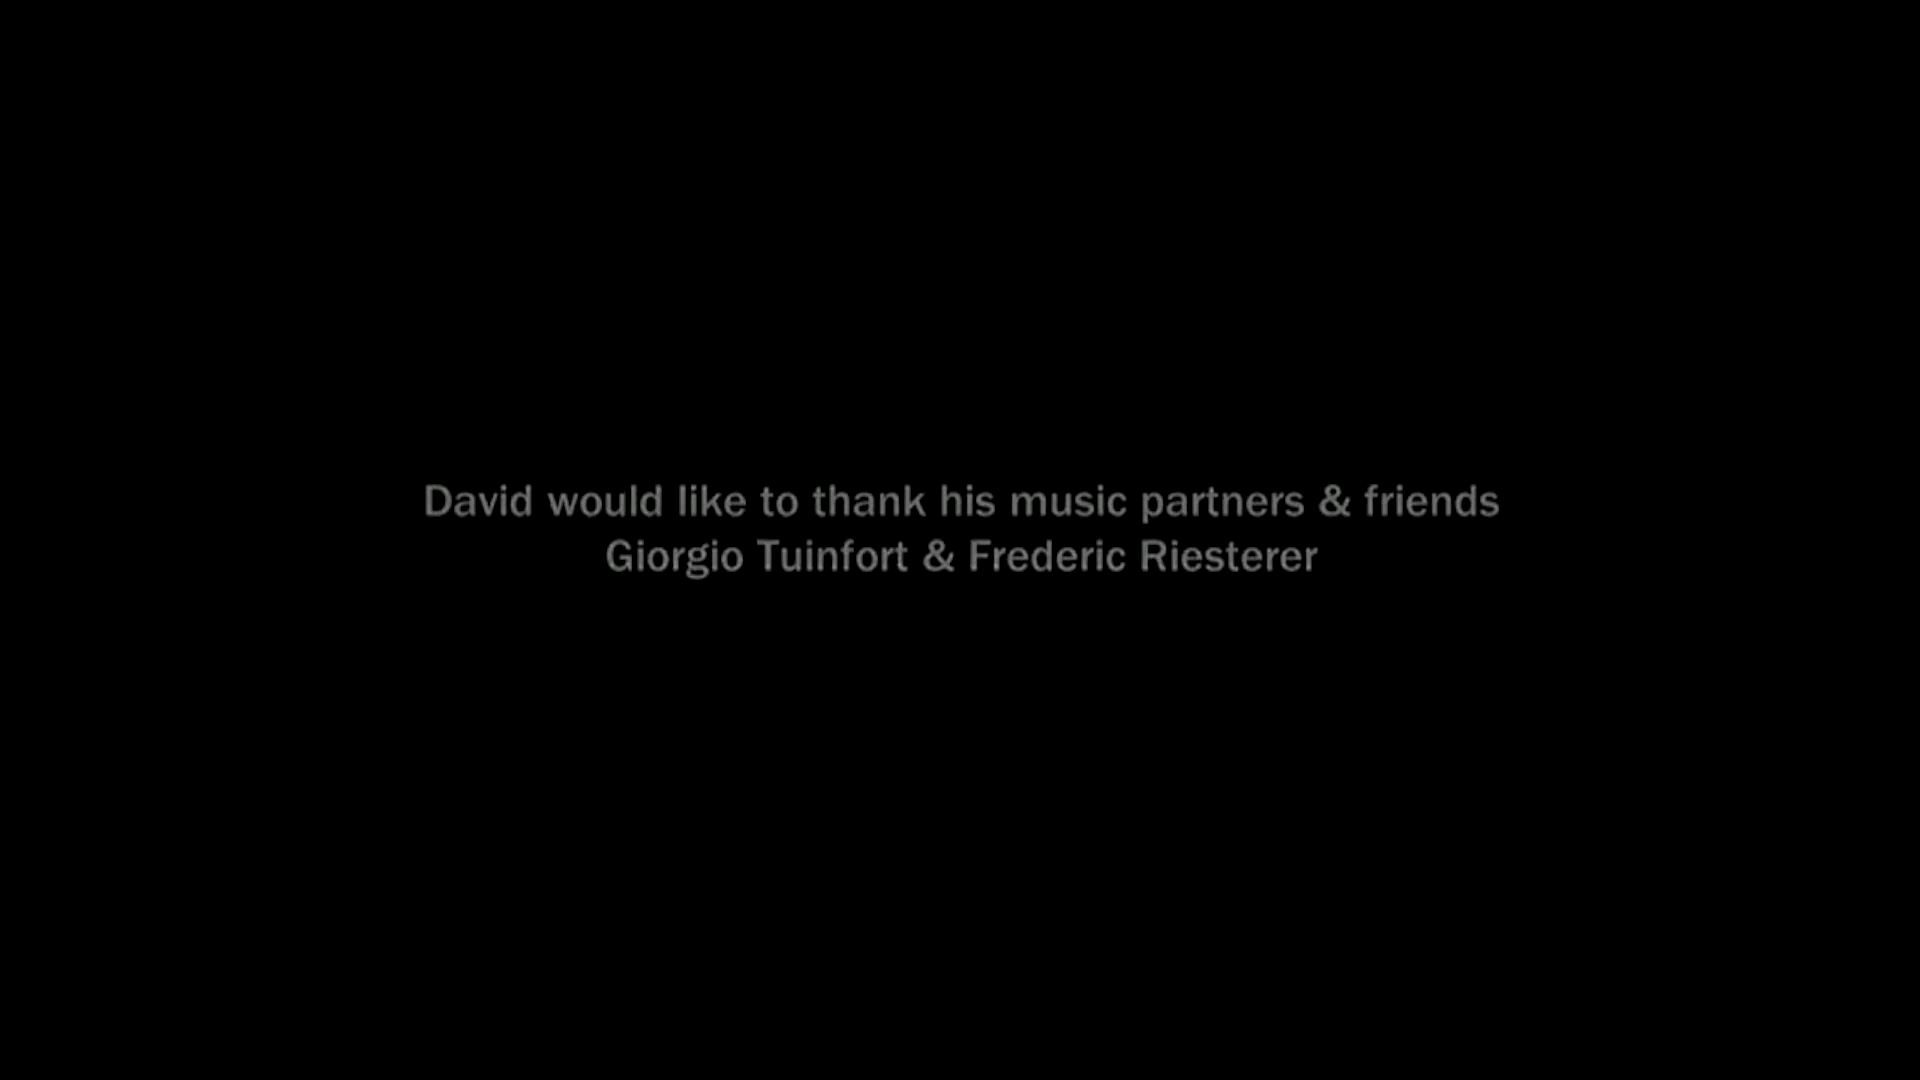 David would like to thank his music partners & friends
Giorgio Tuinfort & Frederic Riesterer